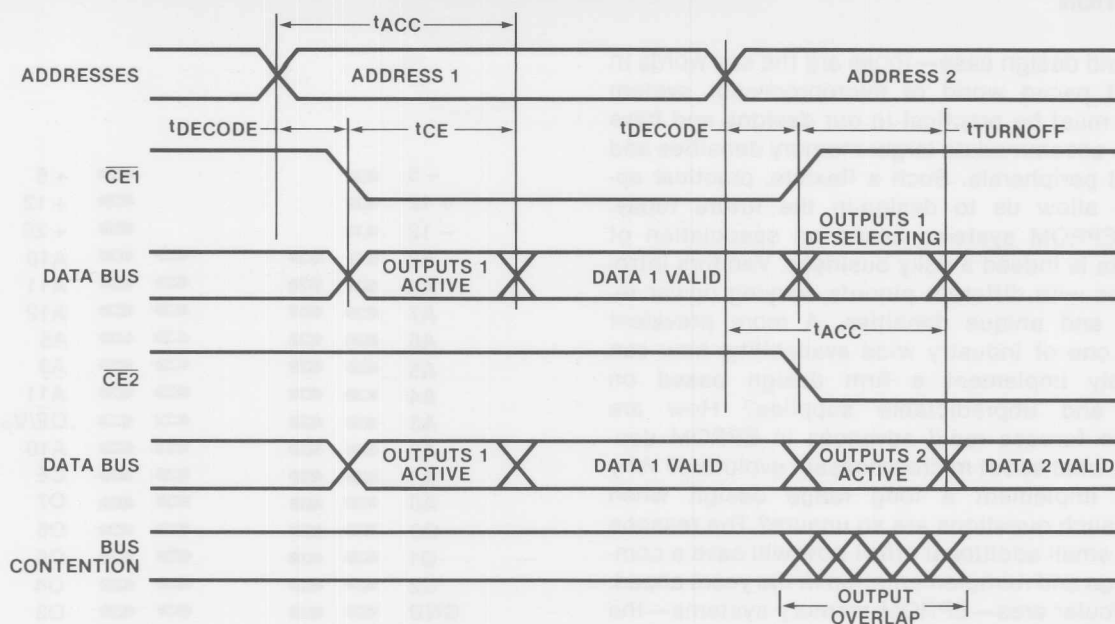 tACC
ADDRESSES
ADDRESS 1
ADDRESS 2
tDECODE
tCE
tDECODE
tTURNOFF
CE1
OUTPUTS 1
DESELECTING
DATA BUS
OUTPUTS 1
ACTIVE
DATA 1 VALID
tACC
CE2
DATA BUS
OUTPUTS 1
ACTIVE
DATA 1 VALID
OUTPUTS 2
ACTIVE
DATA 2 VALID
BUS
CONTENTION
OUTPUT
OVERLAP